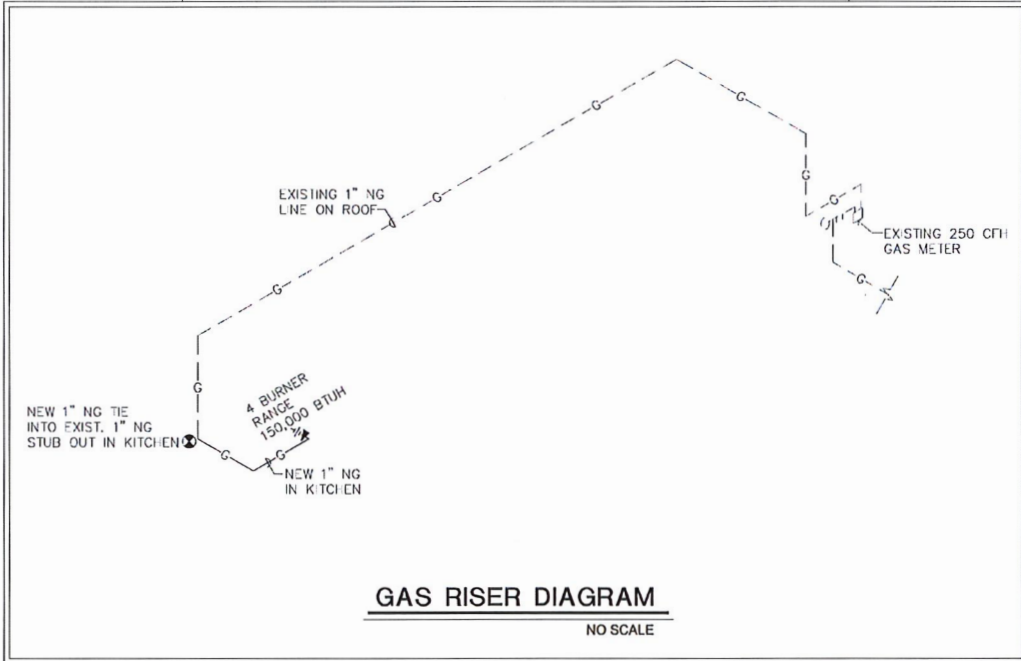 G
G
G
EXISTING 1" NG
LINE ON ROOF
G
G
G
EXISTING 250 CFH
GAS METER
G
G
G
4 BURNER
RANGE
150,000 BTUH
NEW 1" NG TIE
INTO EXIST. 1" NG
STUB OUT IN KITCHEN
G
G
NEW 1" NG
IN KITCHEN
GAS RISER DIAGRAM
NO SCALE